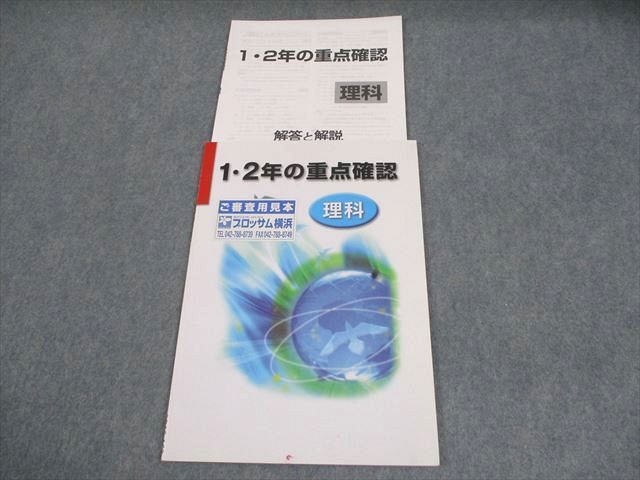 1・2年の重点確認
理科
解答と解説
1・2年の重点確認
ご審査用見本
ブロッサム横浜
理科